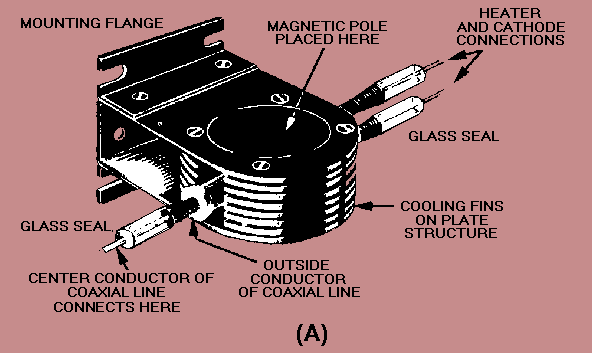 MOUNTING FLANGE
MAGNETIC POLE
PLACED HERE
HEATER
AND CATHODE
CONNECTIONS
GLASS SEAL
COOLING FINS
ON PLATE
STRUCTURE
GLASS SEAL
CENTER CONDUCTOR OF
COAXIAL LINE
CONNECTS HERE
OUTSIDE
CONDUCTOR
OF COAXIAL LINE
(A)